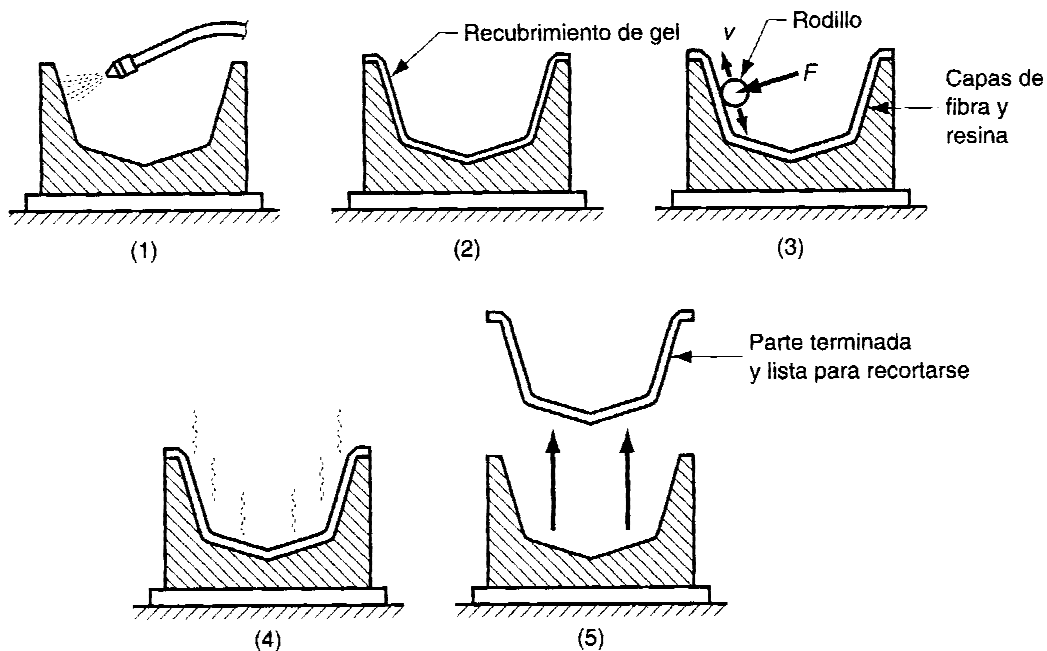 (1)
Recubrimiento de gel
(2)
v
Rodillo
F
Capas de
fibra y
resina
(3)
(4)
Parte terminada
y lista para recortarse
(5)